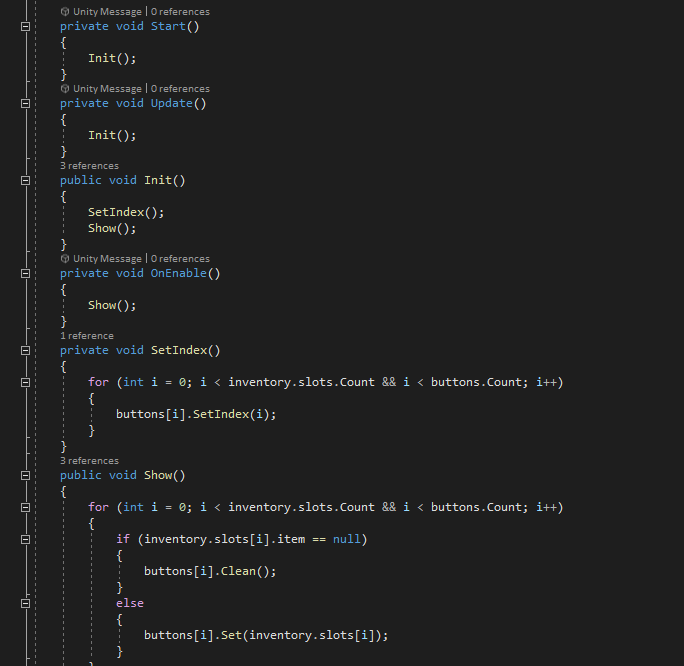 Unity Message | 0 references
private void Start()
{
Init();
}
Unity Message | 0 references
private void Update()
{
Init();
}
3 references
public void Init()
{
SetIndex();
Show();
}
Unity Message | 0 references
private void OnEnable()
{
Show();
}
1 reference
private void SetIndex()
{
for (int i = 0; i < inventory.slots.Count && i < buttons.Count; i++)
{
buttons[i].SetIndex(i);
}
}
3 references
public void Show()
{
for (int i = 0; i < inventory.slots.Count && i < buttons.Count; i++)
{
if (inventory.slots[i].item == null)
{
buttons[i].Clean();
}
else
{
buttons[i].Set(inventory.slots[i]);
}
}